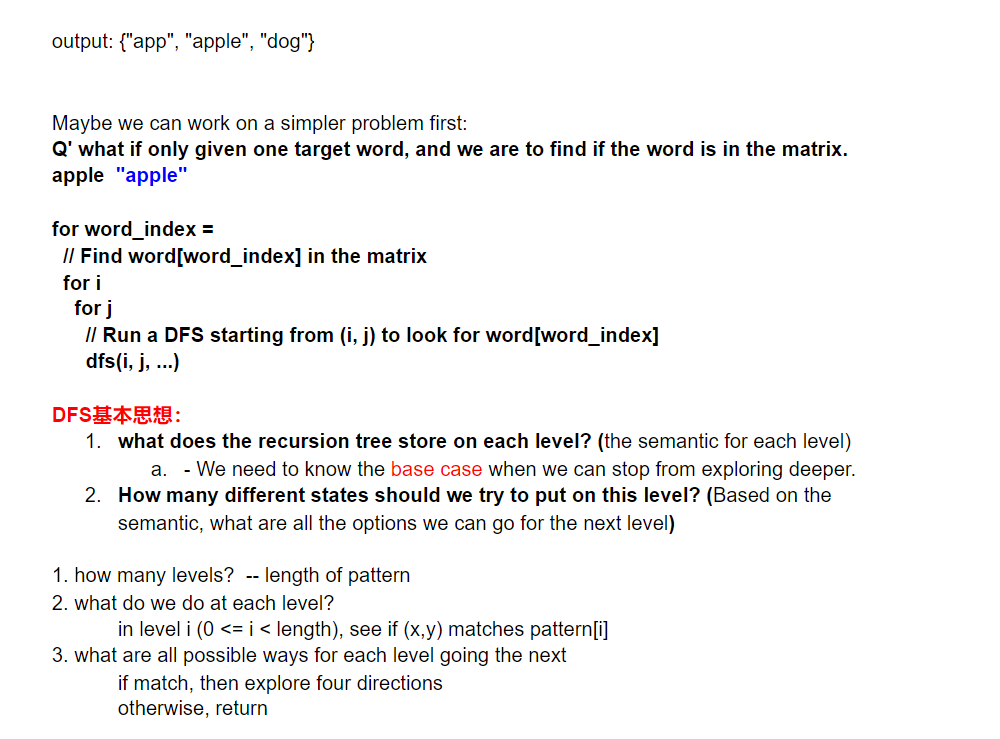 output: {"app", "apple", "dog"}
Maybe we can work on a simpler problem first:
Q' what if only given one target word, and we are to find if the word is in the matrix.
apple "apple"
for word_index =
// Find word[word_index] in the matrix
for i
for j
// Run a DFS starting from (i, j) to look for word[word_index]
dfs(i, j, ...)
DFS基本思想：
1. what does the recursion tree store on each level? (the semantic for each level)
a. - We need to know the base case when we can stop from exploring deeper.
2. How many different states should we try to put on this level? (Based on the
semantic, what are all the options we can go for the next level)
1. how many levels? -- length of pattern
2. what do we do at each level?
in level i (0 <= i < length), see if (x,y) matches pattern[i]
3. what are all possible ways for each level going the next
if match, then explore four directions
otherwise, return